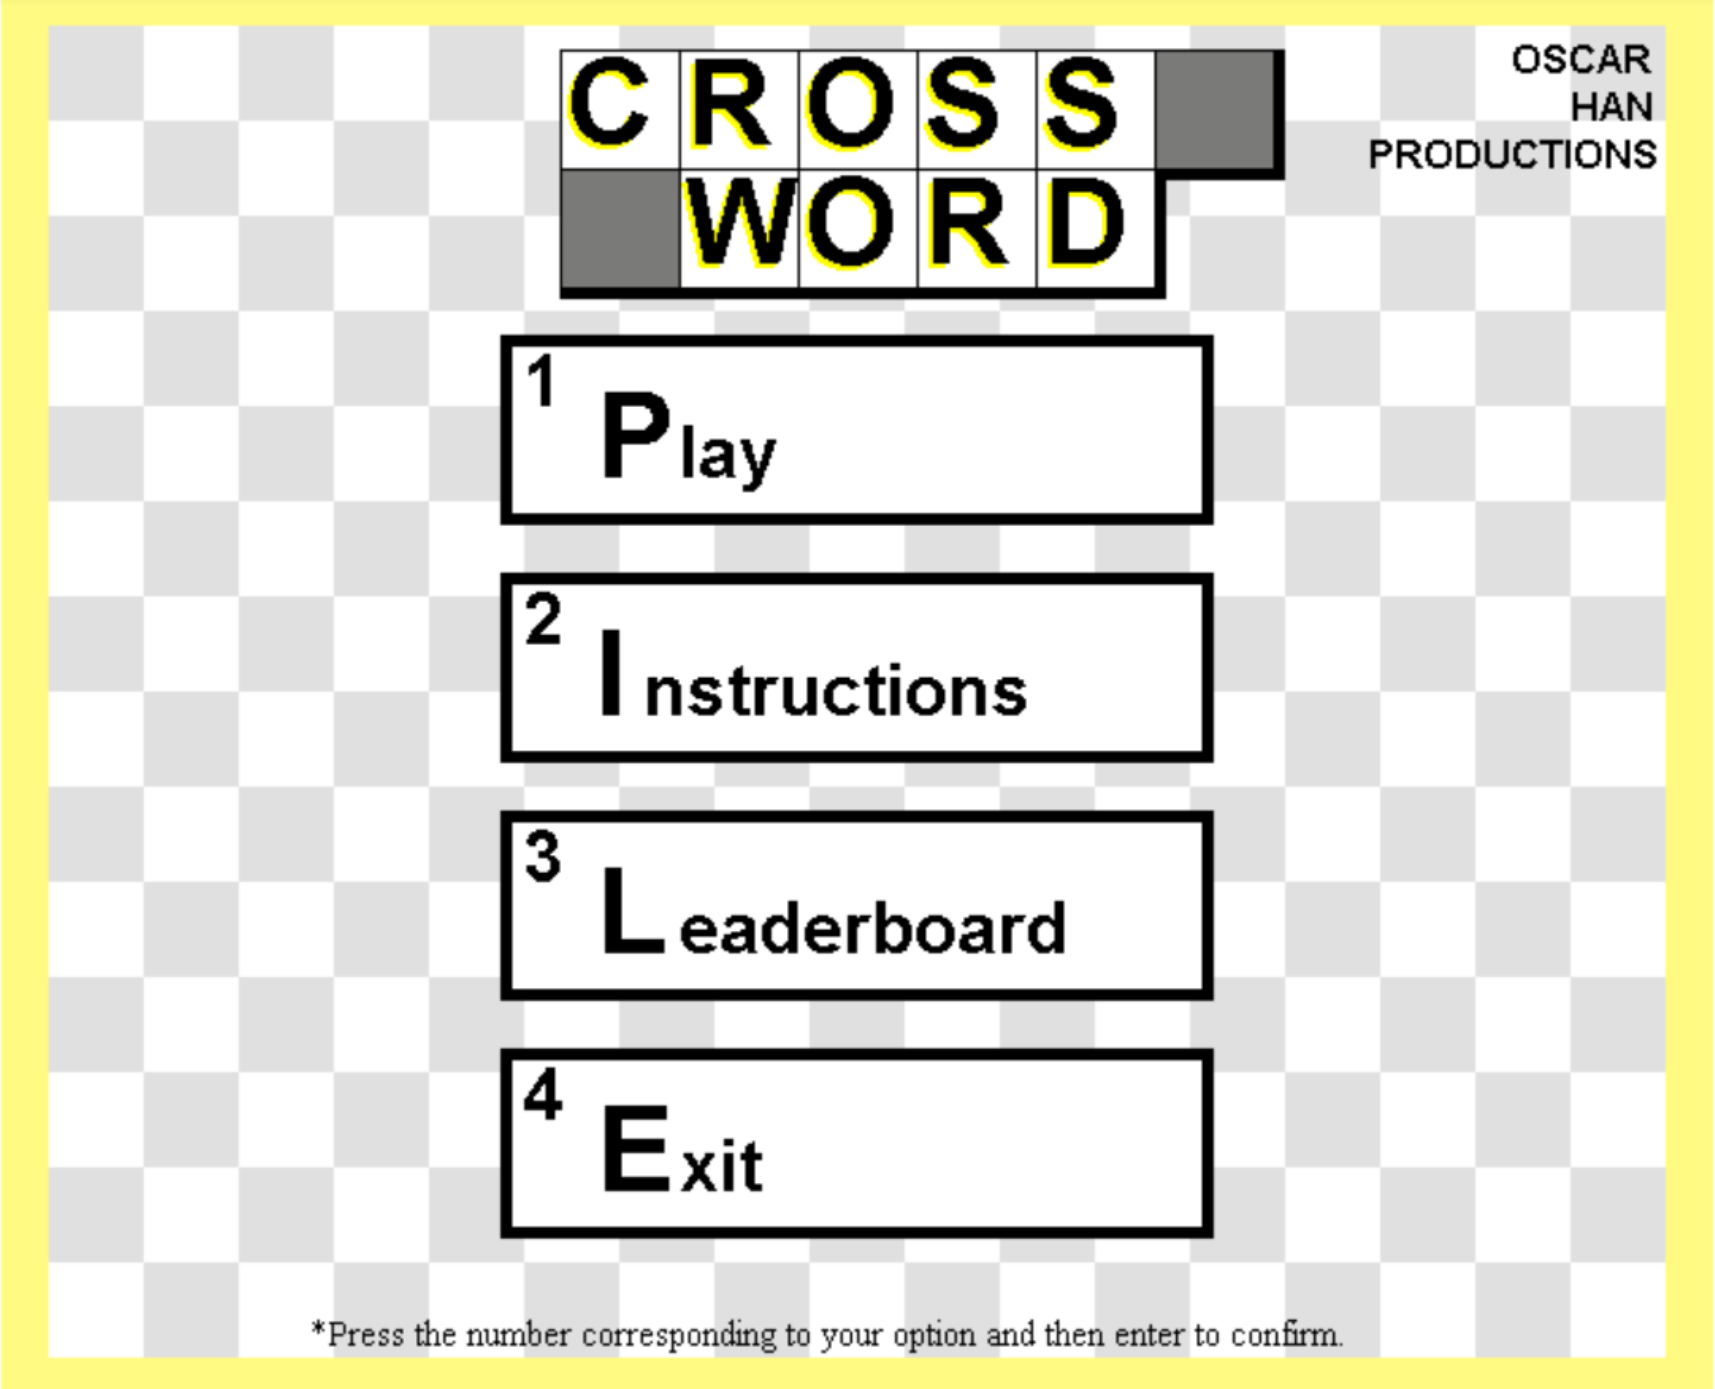 CROSS
WORD
OSCAR
HAN
PRODUCTIONS
1
Play
2
Instructions
3
Leaderboard
4
Exit
*Press the number corresponding to your option and then enter to confirm.